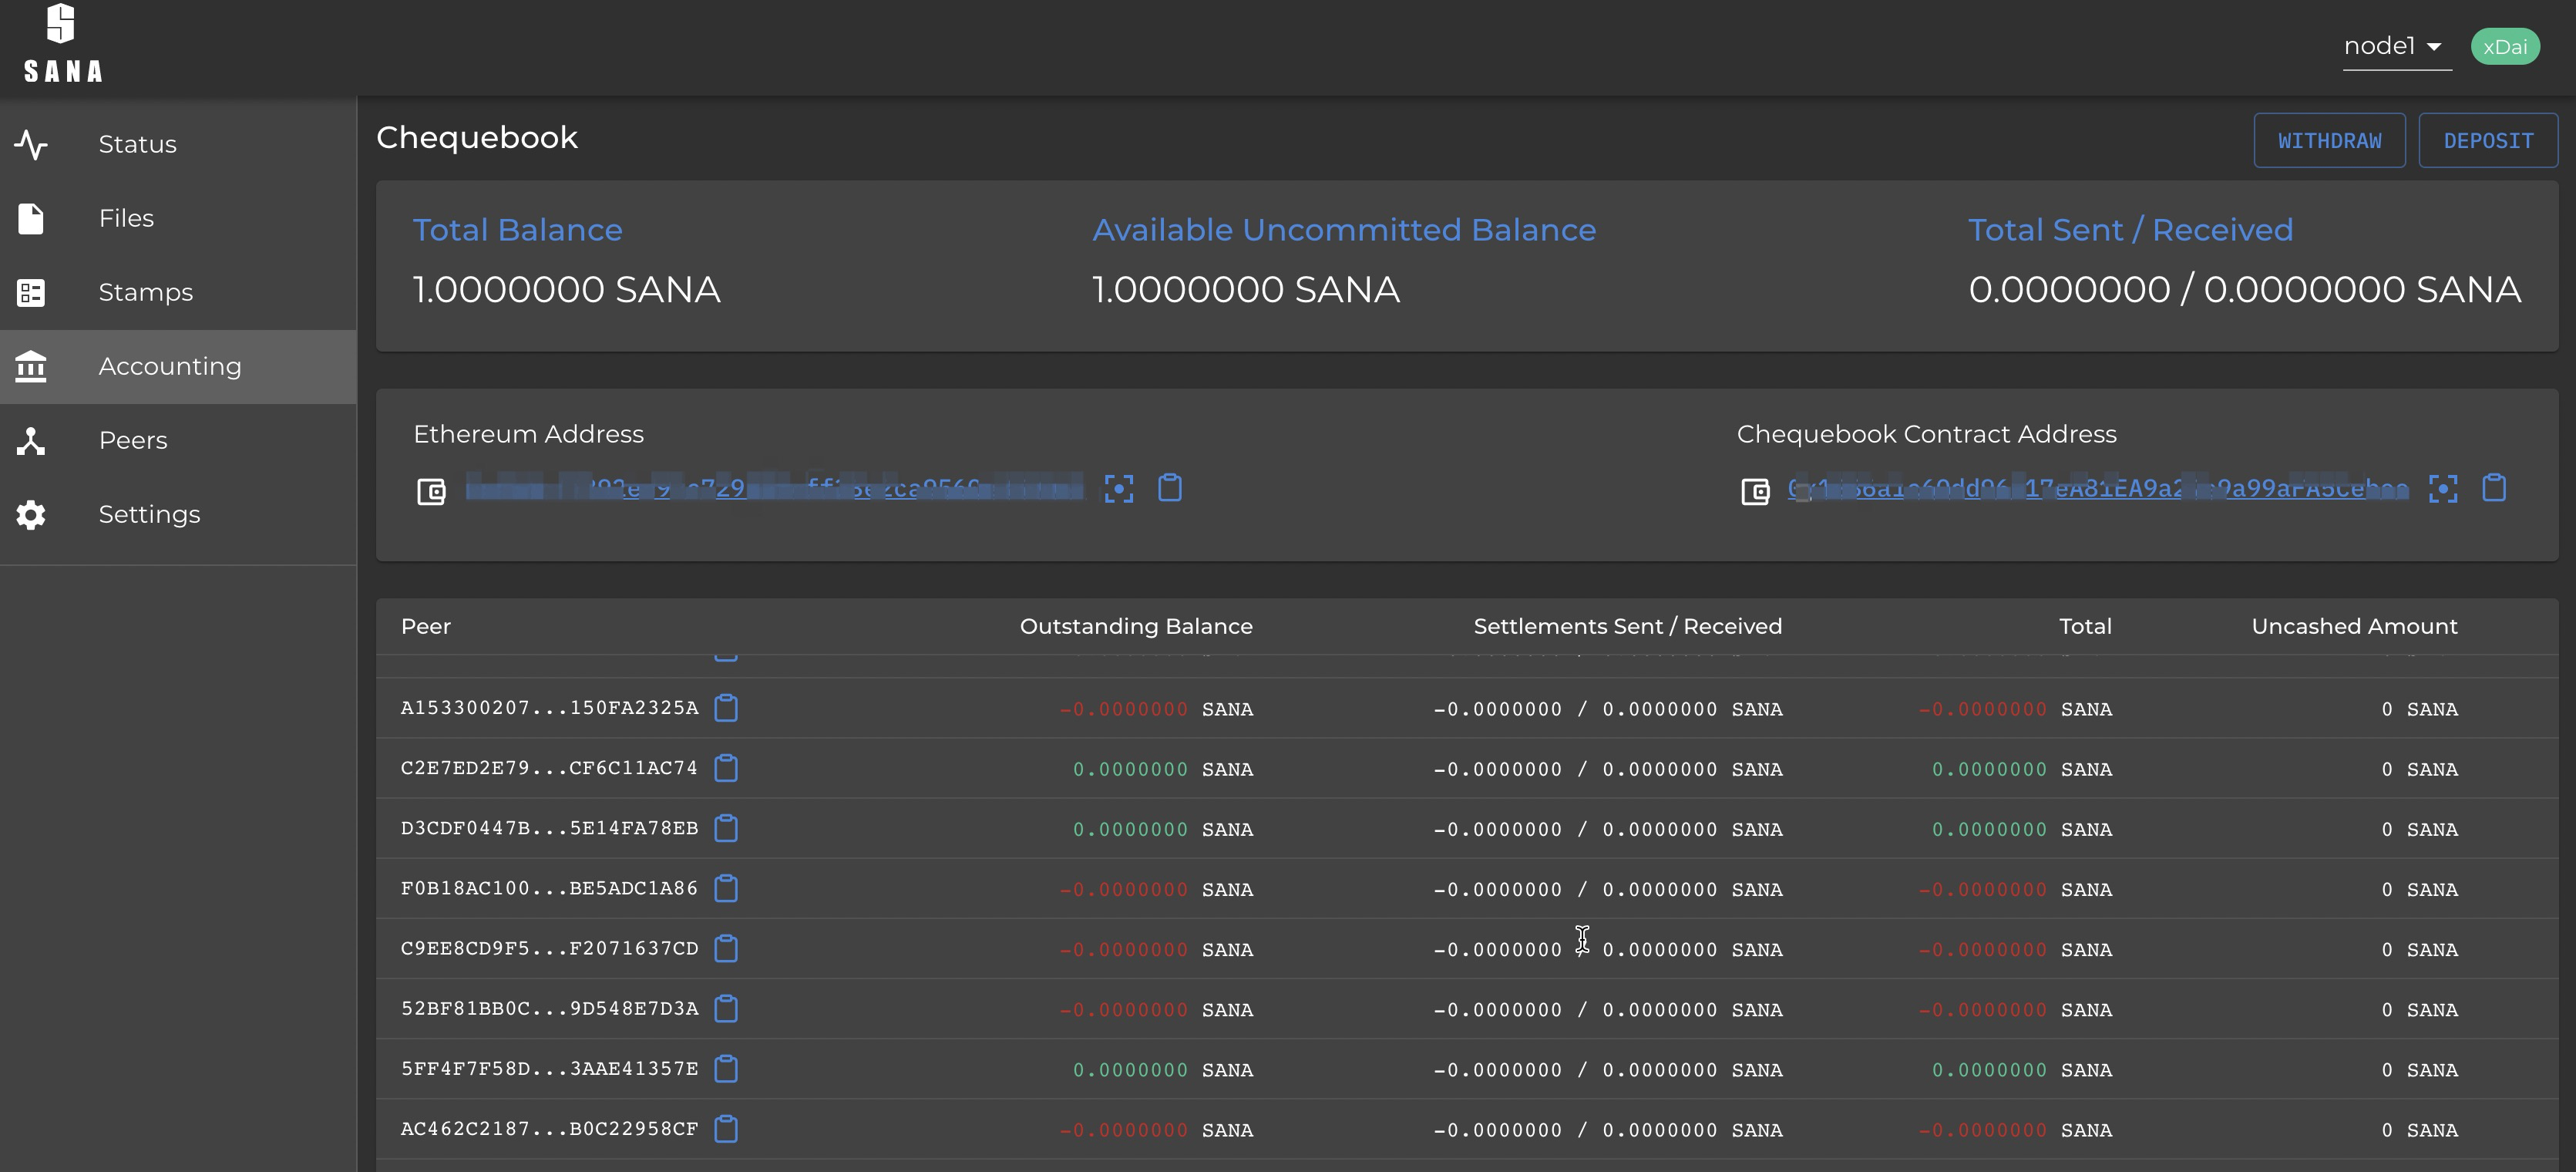 SANA
node1
xDai
Status
Files
Stamps
Accounting
Peers
Settings
Chequebook
WITHDRAW DEPOSIT
Total Balance Available Uncommitted Balance Total Sent / Received
1.0000000 SANA 1.0000000 SANA 0.0000000 / 0.0000000 SANA
Ethereum Address Chequebook Contract Address
Peer Outstanding Balance Settlements Sent / Received Total Uncashed Amount
A153300207...150FA2325A -0.0000000 SANA -0.0000000 / 0.0000000 SANA -0.0000000 SANA 0 SANA
C2E7ED2E79...CF6C11AC74 0.0000000 SANA -0.0000000 / 0.0000000 SANA 0.0000000 SANA 0 SANA
D3CDF0447B...5E14FA78EB 0.0000000 SANA -0.0000000 / 0.0000000 SANA 0.0000000 SANA 0 SANA
F0B18AC100...BE5ADC1A86 -0.0000000 SANA -0.0000000 / 0.0000000 SANA -0.0000000 SANA 0 SANA
C9EE8CD9F5...F2071637CD -0.0000000 SANA -0.0000000 / 0.0000000 SANA -0.0000000 SANA 0 SANA
52BF81BB0C...9D548E7D3A -0.0000000 SANA -0.0000000 / 0.0000000 SANA -0.0000000 SANA 0 SANA
5FF4F7F58D...3AAE41357E 0.0000000 SANA -0.0000000 / 0.0000000 SANA 0.0000000 SANA 0 SANA
AC462C2187...B0C22958CF -0.0000000 SANA -0.0000000 / 0.0000000 SANA -0.0000000 SANA 0 SANA